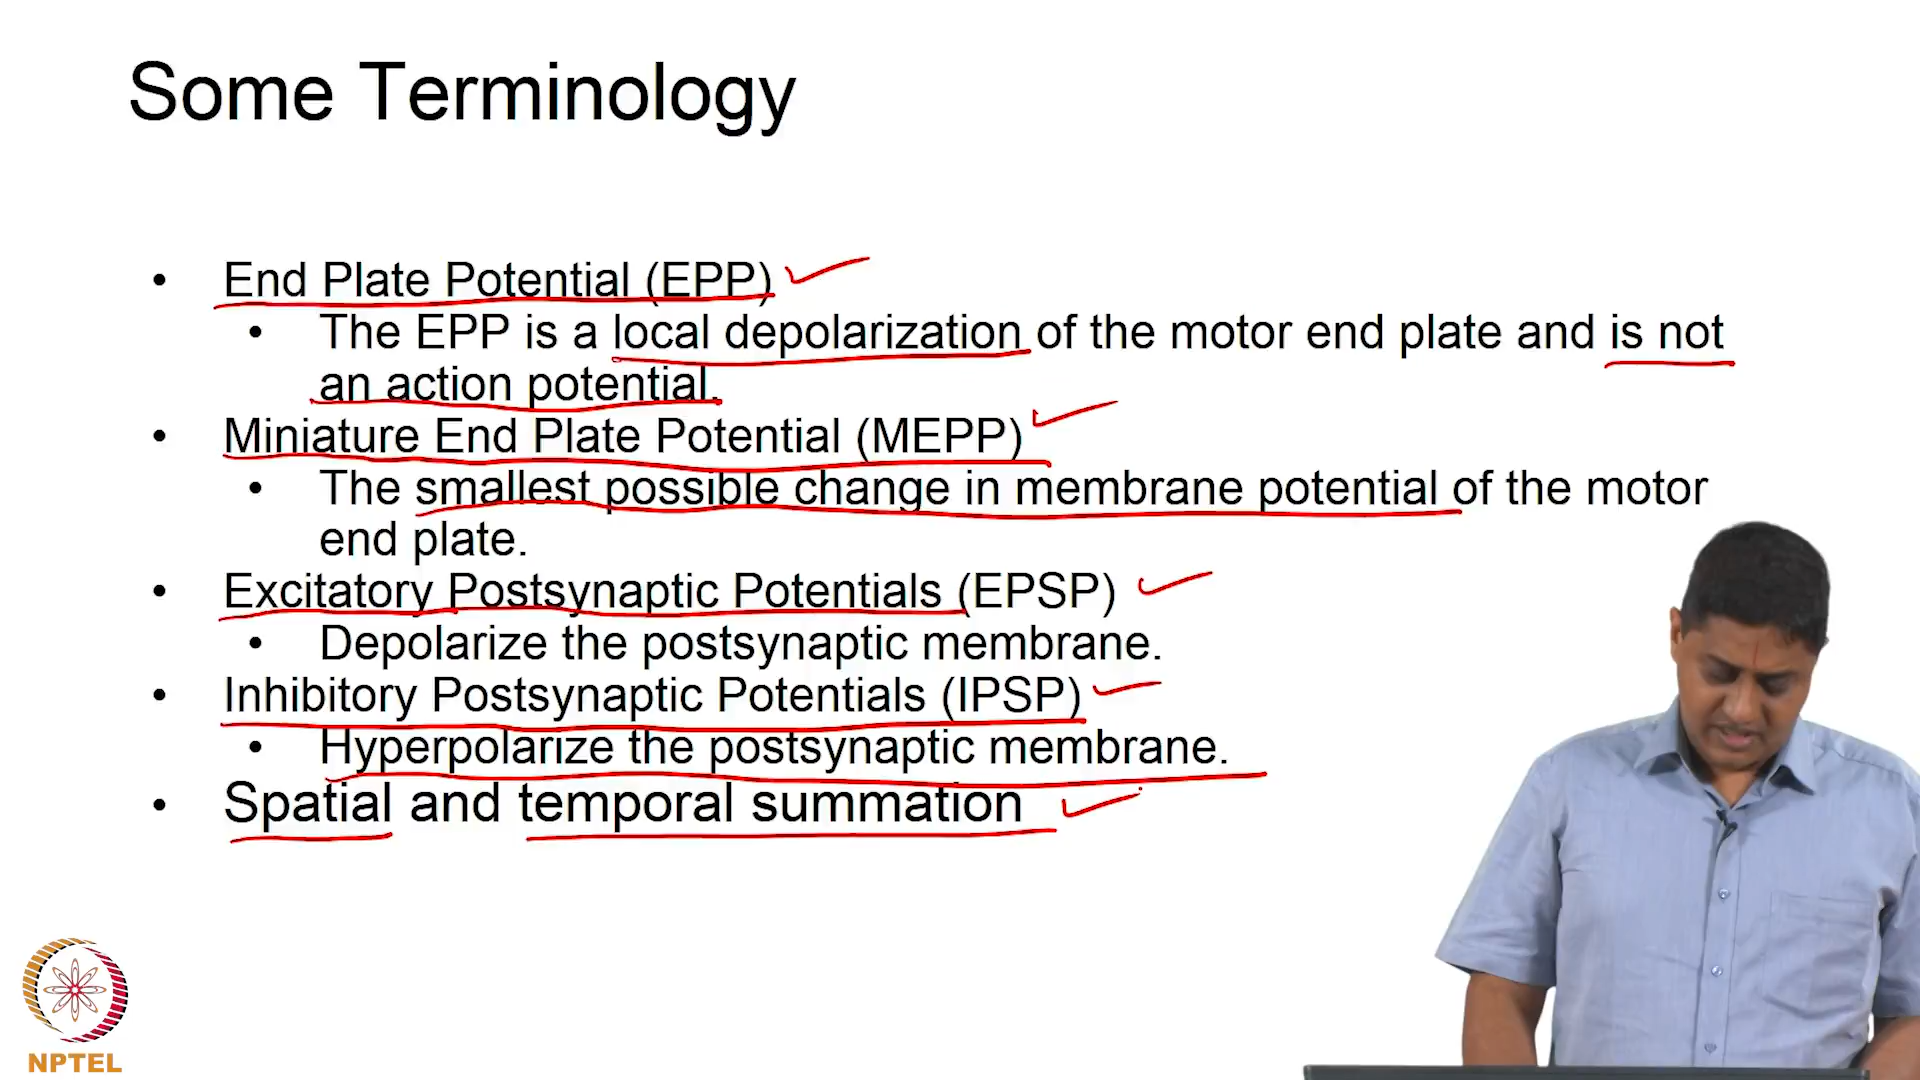 Some Terminology
• End Plate Potential (EPP)
• The EPP is a local depolarization of the motor end plate and is not
an action potential.
• Miniature End Plate Potential (MEPP)
• The smallest possible change in membrane potential of the motor
end plate.
• Excitatory Postsynaptic Potentials (EPSP)
• Depolarize the postsynaptic membrane.
• Inhibitory Postsynaptic Potentials (IPSP)
• Hyperpolarize the postsynaptic membrane.
• Spatial and temporal summation
NPTEL